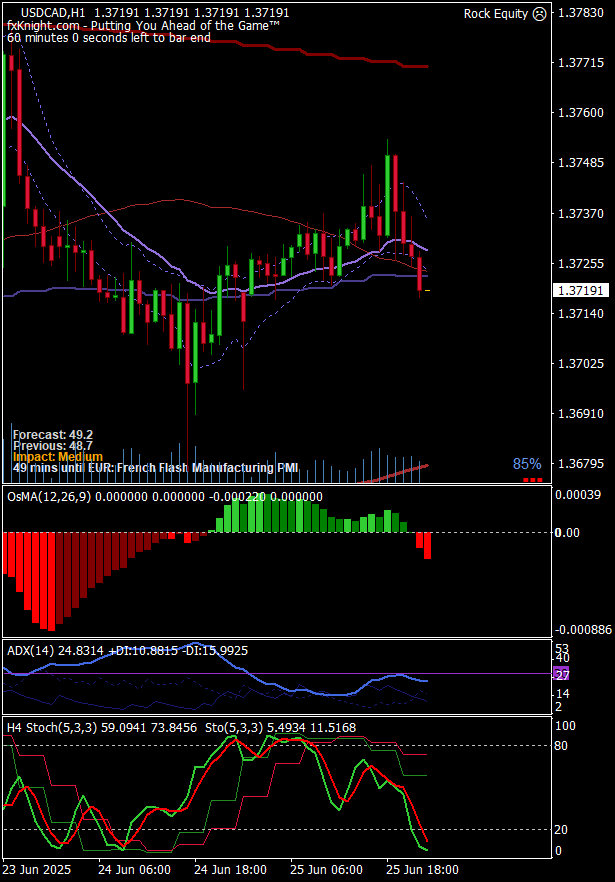 USDCAD,H1  1.37191 1.37191 1.37191 1.37191
Rock Equity
fxKnight.com - Putting You Ahead of the Game™
60 minutes 0 seconds left to bar end
1.37830
1.37715
1.37600
1.37485
1.37370
1.37255
1.37191
1.37140
1.37025
1.36910
1.36795
Forecast: 49.2
Previous: 48.7
Impact: Medium
49 mins until EUR: French Flash Manufacturing PMI
85%
OsMA(12,26,9) 0.000000 0.000000 -0.000220 0.000000
0.00039
0.00
-0.000886
ADX(14) 24.8314 +DI:10.8815 -DI:15.9925
53
40
27
14
2
H4 Stoch(5,3,3) 59.0941 73.8456  Sto(5,3,3) 5.4934 11.5168
100
80
20
0
23 Jun 2025
24 Jun 06:00
24 Jun 18:00
25 Jun 06:00
25 Jun 18:00